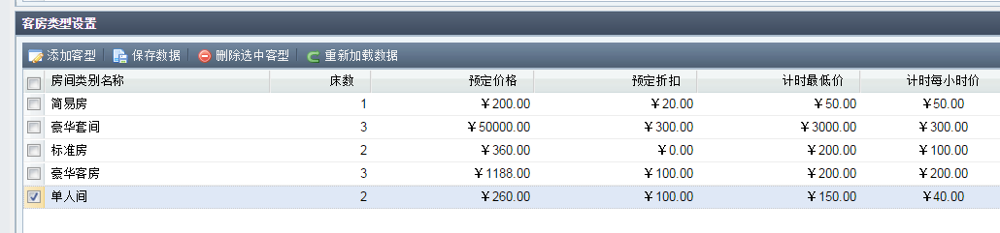 客房类型设置
添加客型 保存数据 删除选中客型 重新加载数据
房间类别名称 床数 预定价格 预定折扣 计时最低价 计时每小时价
简易房 1 ￥200.00 ￥20.00 ￥50.00 ￥50.00
豪华套间 3 ￥50000.00 ￥300.00 ￥3000.00 ￥300.00
标准房 2 ￥360.00 ￥0.00 ￥200.00 ￥100.00
豪华客房 3 ￥1188.00 ￥100.00 ￥200.00 ￥200.00
单人间 2 ￥260.00 ￥100.00 ￥150.00 ￥40.00